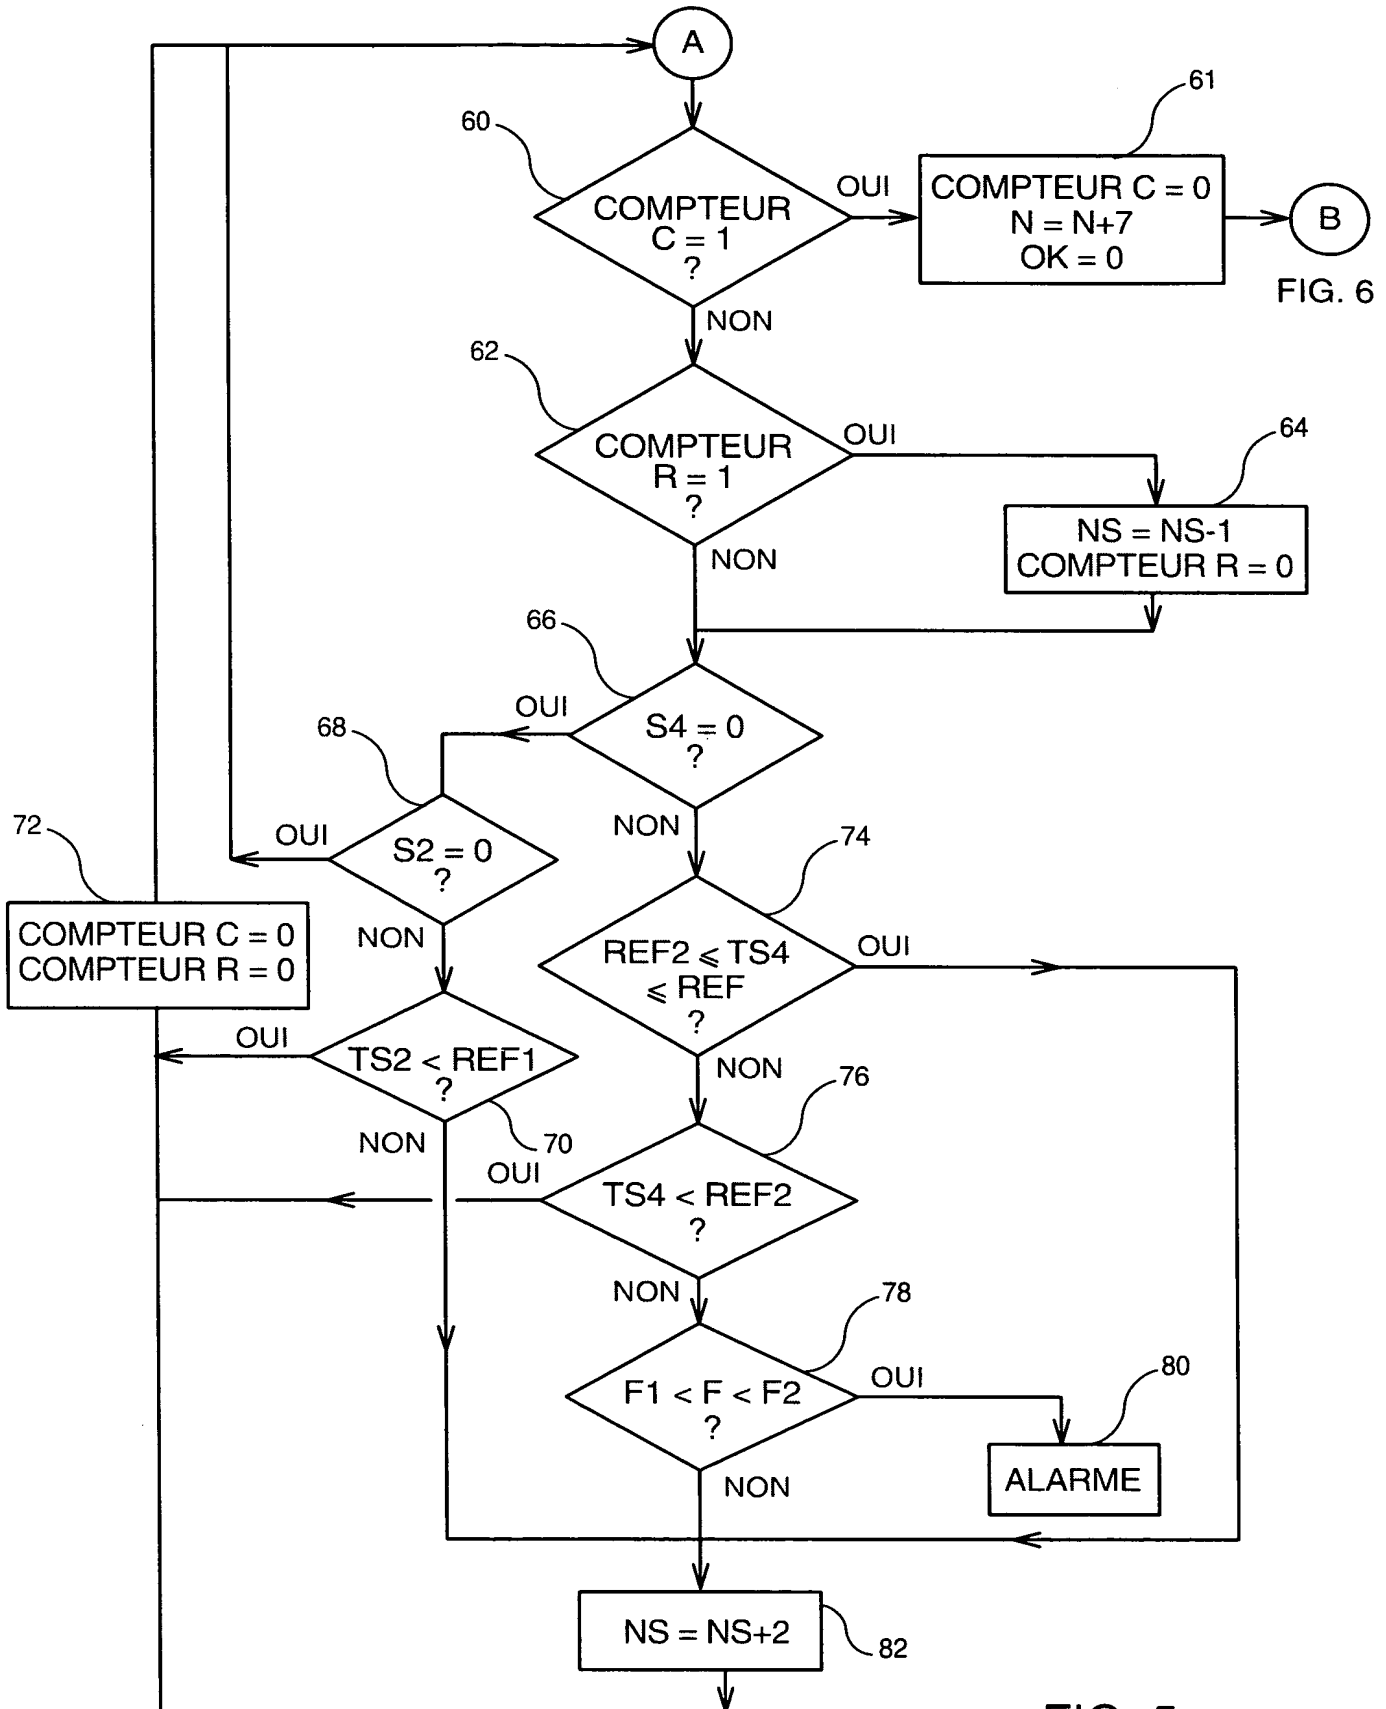 A
60
61
COMPTEUR
C = 1
?
OUI
COMPTEUR C = 0
N = N+7
OK = 0
B
FIG. 6
NON
62
COMPTEUR
R = 1
?
OUI
64
NS = NS-1
COMPTEUR R = 0
NON
66
S4 = 0
?
OUI
68
S2 = 0
?
OUI
NON
72
COMPTEUR C = 0
COMPTEUR R = 0
NON
74
REF2 ⩽ TS4
⩽ REF
?
OUI
OUI
TS2 < REF1
?
NON
70
NON
76
OUI
TS4 < REF2
?
NON
78
F1 < F < F2
?
OUI
80
ALARME
NON
NS = NS+2
82